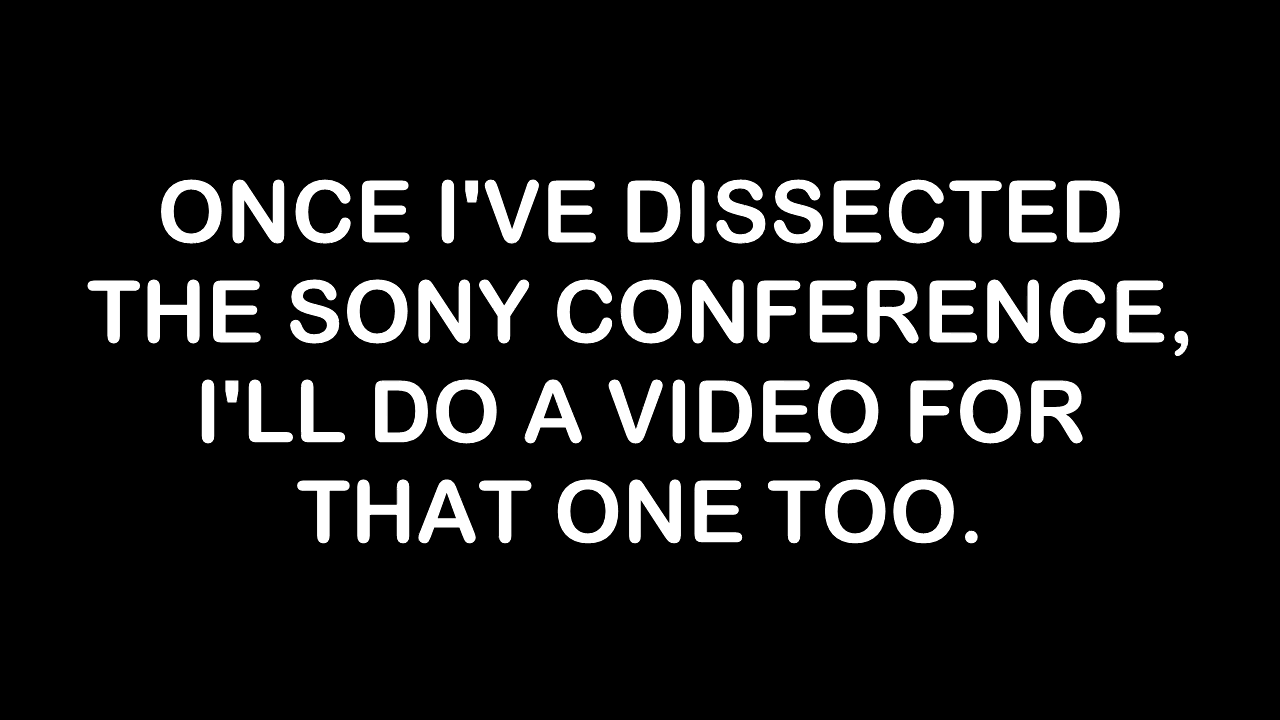 ONCE I'VE DISSECTED
THE SONY CONFERENCE,
I'LL DO A VIDEO FOR
THAT ONE TOO.